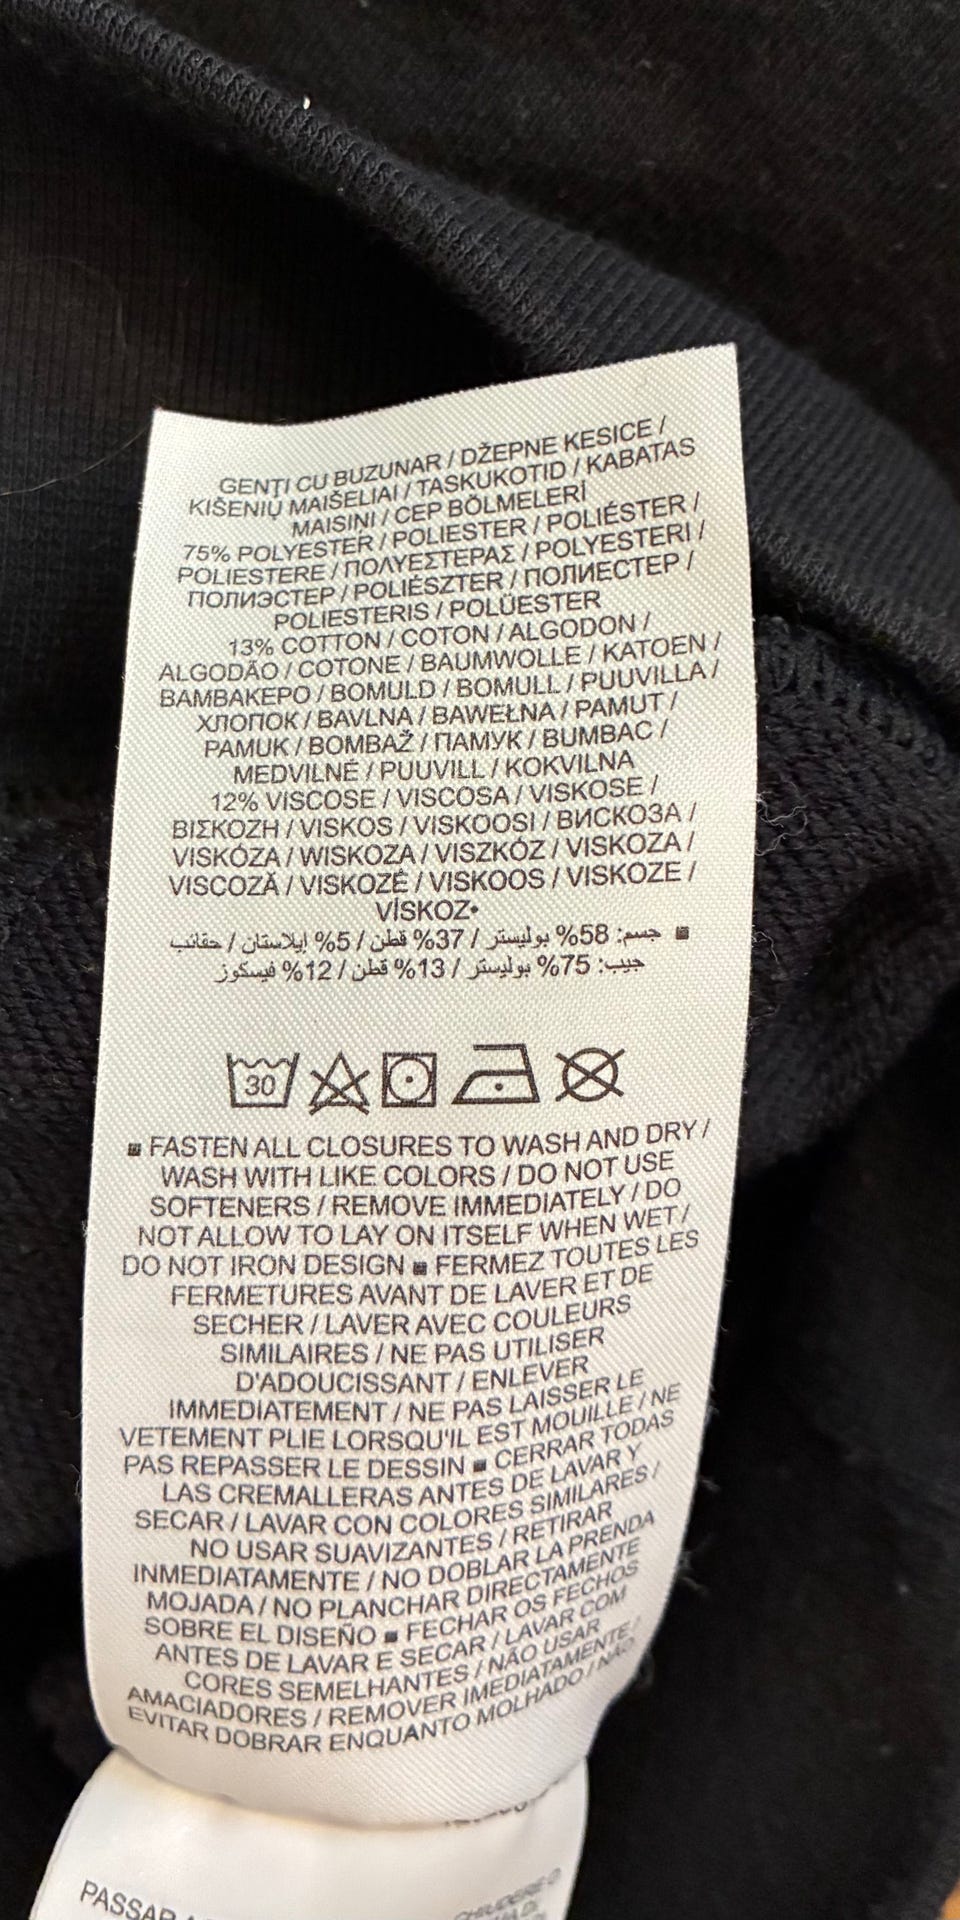 GENȚI CU BUZUNAR / DŽEPNE KESICE /
KIŠENIŲ MAIŠELIAI / TASKUKOTID / KABATAS
MAISIŅI / CEP BÖLMELERİ
75% POLYESTER / POLIESTER / POLIÉSTER /
POLIESTERE / ΠΟΛΥΕΣΤΕΡΑΣ / POLYESTERI /
ПОЛИЭСТЕР / POLIÉSZTER / ПОЛИЕСТЕР /
POLIESTERIS / POLÜESTER
13% COTTON / COTON / ALGODON /
ALGODÃO / COTONE / BAUMWOLLE / KATOEN /
ΒΑΜΒΑΚΕΡΟ / BOMULD / BOMULL / PUUVILLA /
ХЛОПОК / BAVLNA / BAWEŁNA / PAMUT /
PAMUK / BOMBAŽ / ПАМУК / BUMBAC /
MEDVILNĖ / PUUVILL / KOKVILNA
12% VISCOSE / VISCOSA / VISKOSE /
ΒΙΣΚΟΖΗ / VISKOS / VISKOOSI / ВИСКОЗА /
VISKÓZA / WISKOZA / VISZKÓZ / VISKOZA /
VISCOZĂ / VISKOZĖ / VISKOOS / VISKOZE /
VİSKOZ•
جسم: 58% بوليستر / 37% قطن / 5% إيلاستان / حقائب
جيب: 75% بوليستر / 13% قطن / 12% فيسكوز
30
FASTEN ALL CLOSURES TO WASH AND DRY /
WASH WITH LIKE COLORS / DO NOT USE
SOFTENERS / REMOVE IMMEDIATELY / DO
NOT ALLOW TO LAY ON ITSELF WHEN WET /
DO NOT IRON DESIGN ■ FERMEZ TOUTES LES
FERMETURES AVANT DE LAVER ET DE
SECHER / LAVER AVEC COULEURS
SIMILAIRES / NE PAS UTILISER
D'ADOUCISSANT / ENLEVER
IMMEDIATEMENT / NE PAS LAISSER LE
VETEMENT PLIE LORSQU'IL EST MOUILLE / NE
PAS REPASSER LE DESSIN ■ CERRAR TODAS
LAS CREMALLERAS ANTES DE LAVAR Y
SECAR / LAVAR CON COLORES SIMILARES /
NO USAR SUAVIZANTES / RETIRAR
INMEDIATAMENTE / NO DOBLAR LA PRENDA
MOJADA / NO PLANCHAR DIRECTAMENTE
SOBRE EL DISEÑO ■ FECHAR OS FECHOS
ANTES DE LAVAR E SECAR / LAVAR COM
CORES SEMELHANTES / NÃO USAR
AMACIADORES / REMOVER IMEDIATAMENTE /
EVITAR DOBRAR ENQUANTO MOLHADO / NÃO
PASSAR